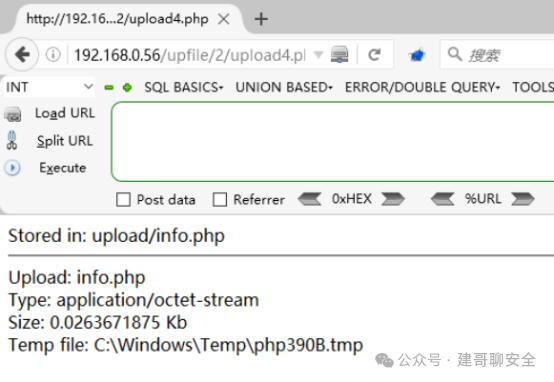 http://192.16...2/upload4.php
192.168.0.56/upfile/2/upload4.pl
搜索
INT
SQL BASICS
UNION BASED
ERROR/DOUBLE QUERY
TOOLS
Load URL
Split URL
Execute
Post data
Referrer
0xHEX
%URL
Stored in: upload/info.php
Upload: info.php
Type: application/octet-stream
Size: 0.0263671875 Kb
Temp file: C:\Windows\Temp\php390B.tmp
公众号 · 建哥聊安全